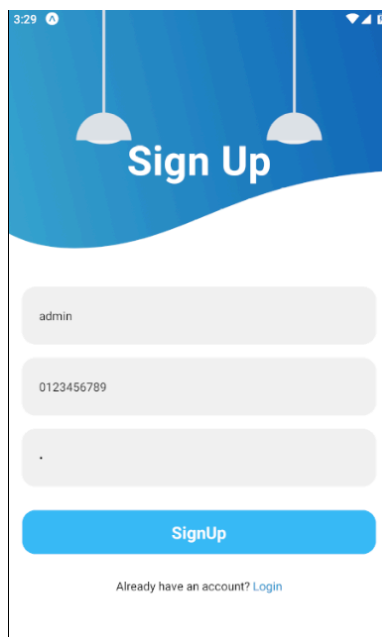 3:29
Sign Up
admin
0123456789
•
SignUp
Already have an account? Login